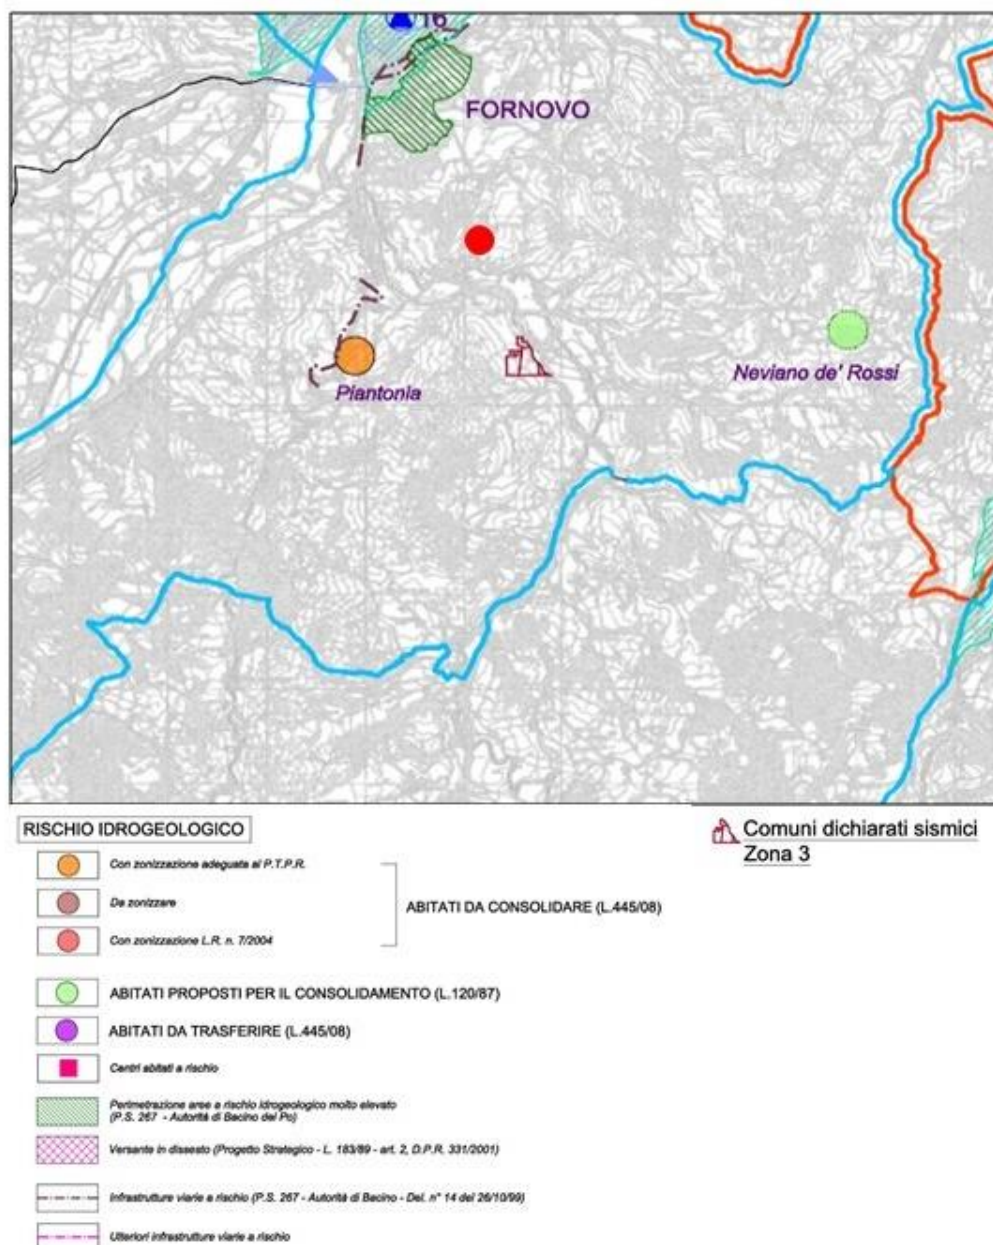 16
FORNOVO
Piantonia
Neviano de' Rossi
RISCHIO IDROGEOLOGICO
Con zonizzazione adeguata al P.T.P.R.
Da zonizzare
Con zonizzazione L.R. n. 7/2004
ABITATI DA CONSOLIDARE (L.445/08)
ABITATI PROPOSTI PER IL CONSOLIDAMENTO (L.120/87)
ABITATI DA TRASFERIRE (L.445/08)
Centri abitati a rischio
Perimetrazione aree a rischio idrogeologico molto elevato
(P.S. 267 - Autorità di Bacino del Po)
Versante in dissesto (Progetto Strategico - L. 183/89 - art. 2, D.P.R. 331/2001)
Infrastrutture viarie a rischio (P.S. 267 - Autorità di Bacino - Del. n° 14 del 26/10/99)
Ulteriori infrastrutture viarie a rischio
Comuni dichiarati sismici
Zona 3